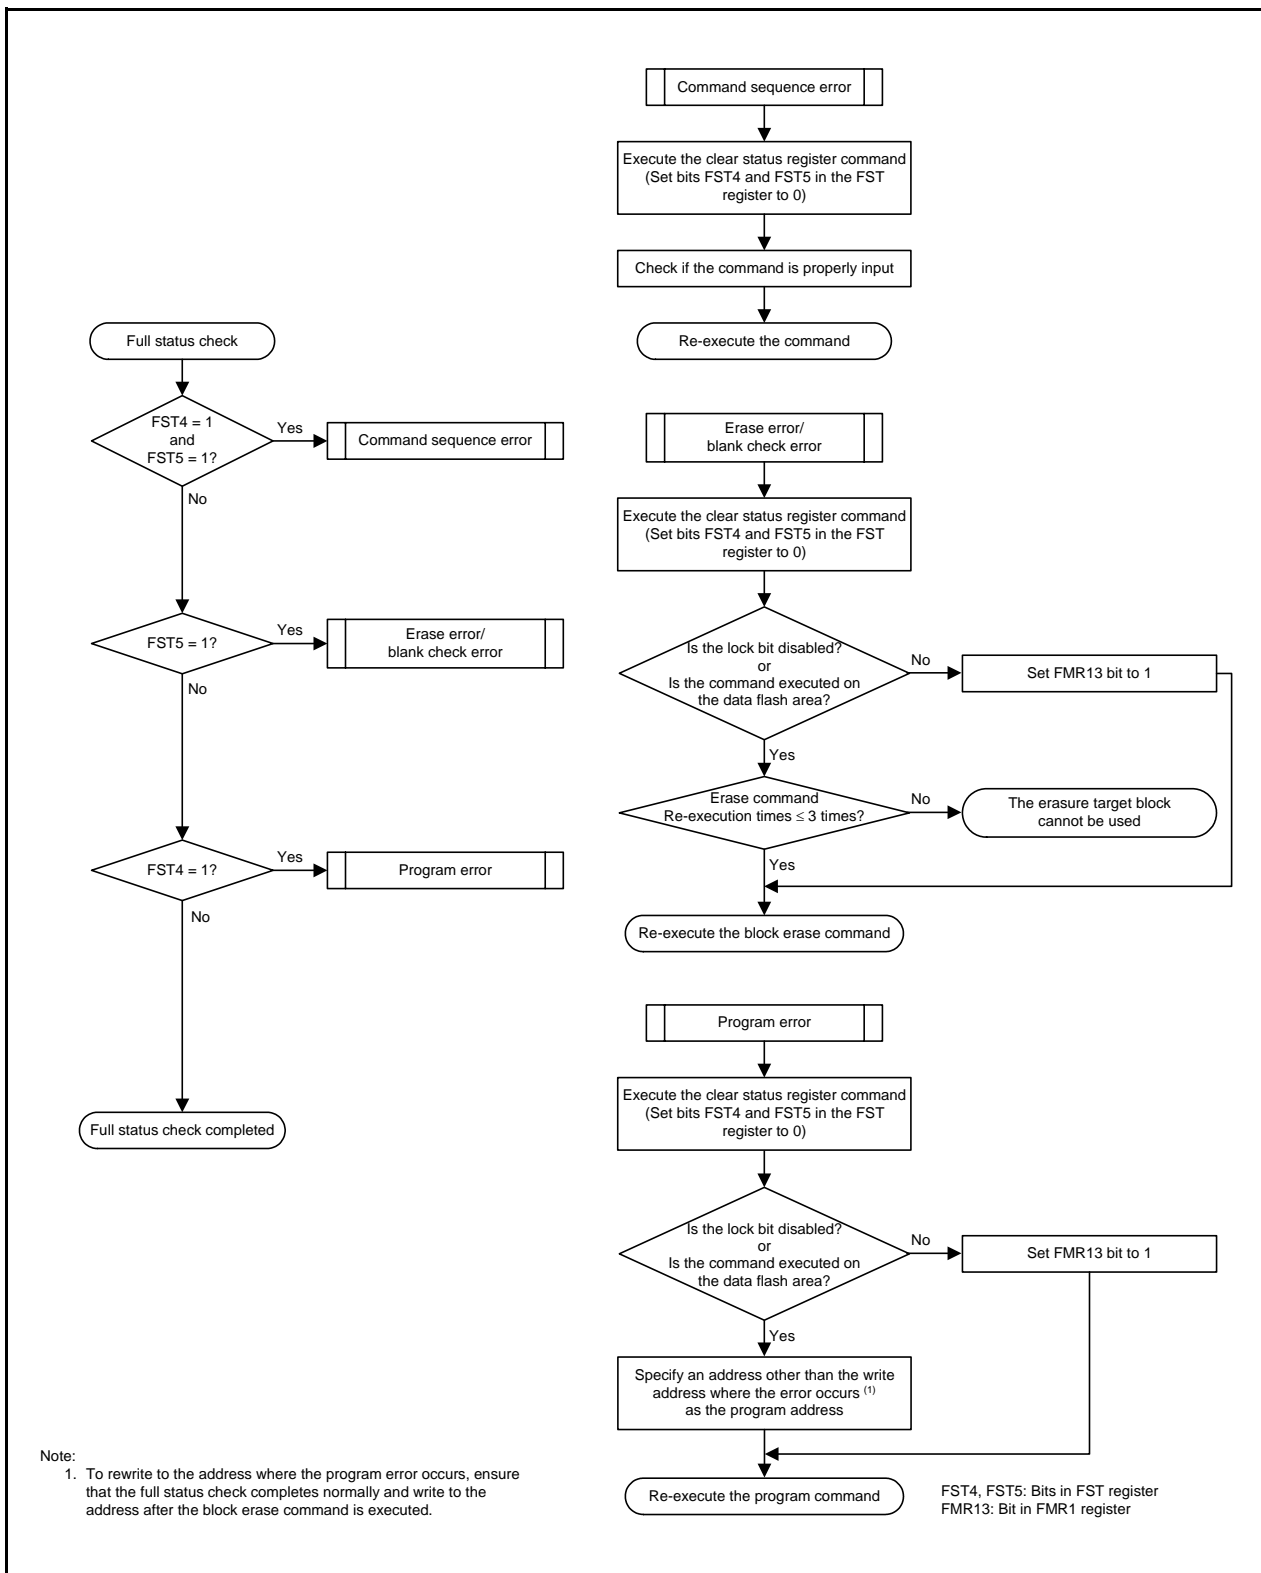 Full status check
FST4 = 1
and
FST5 = 1?
Yes
Command sequence error
No
FST5 = 1?
Yes
Erase error/
blank check error
No
FST4 = 1?
Yes
Program error
No
Full status check completed
Command sequence error
Execute the clear status register command
(Set bits FST4 and FST5 in the FST
register to 0)
Check if the command is properly input
Re-execute the command
Erase error/
blank check error
Execute the clear status register command
(Set bits FST4 and FST5 in the FST
register to 0)
Is the lock bit disabled?
or
Is the command executed on
the data flash area?
No
Set FMR13 bit to 1
Yes
Erase command
Re-execution times ≤ 3 times?
No
The erasure target block
cannot be used
Yes
Re-execute the block erase command
Program error
Execute the clear status register command
(Set bits FST4 and FST5 in the FST
register to 0)
Is the lock bit disabled?
or
Is the command executed on
the data flash area?
No
Set FMR13 bit to 1
Yes
Specify an address other than the write
address where the error occurs (1)
as the program address
Re-execute the program command
Note:
1. To rewrite to the address where the program error occurs, ensure
that the full status check completes normally and write to the
address after the block erase command is executed.
FST4, FST5: Bits in FST register
FMR13: Bit in FMR1 register